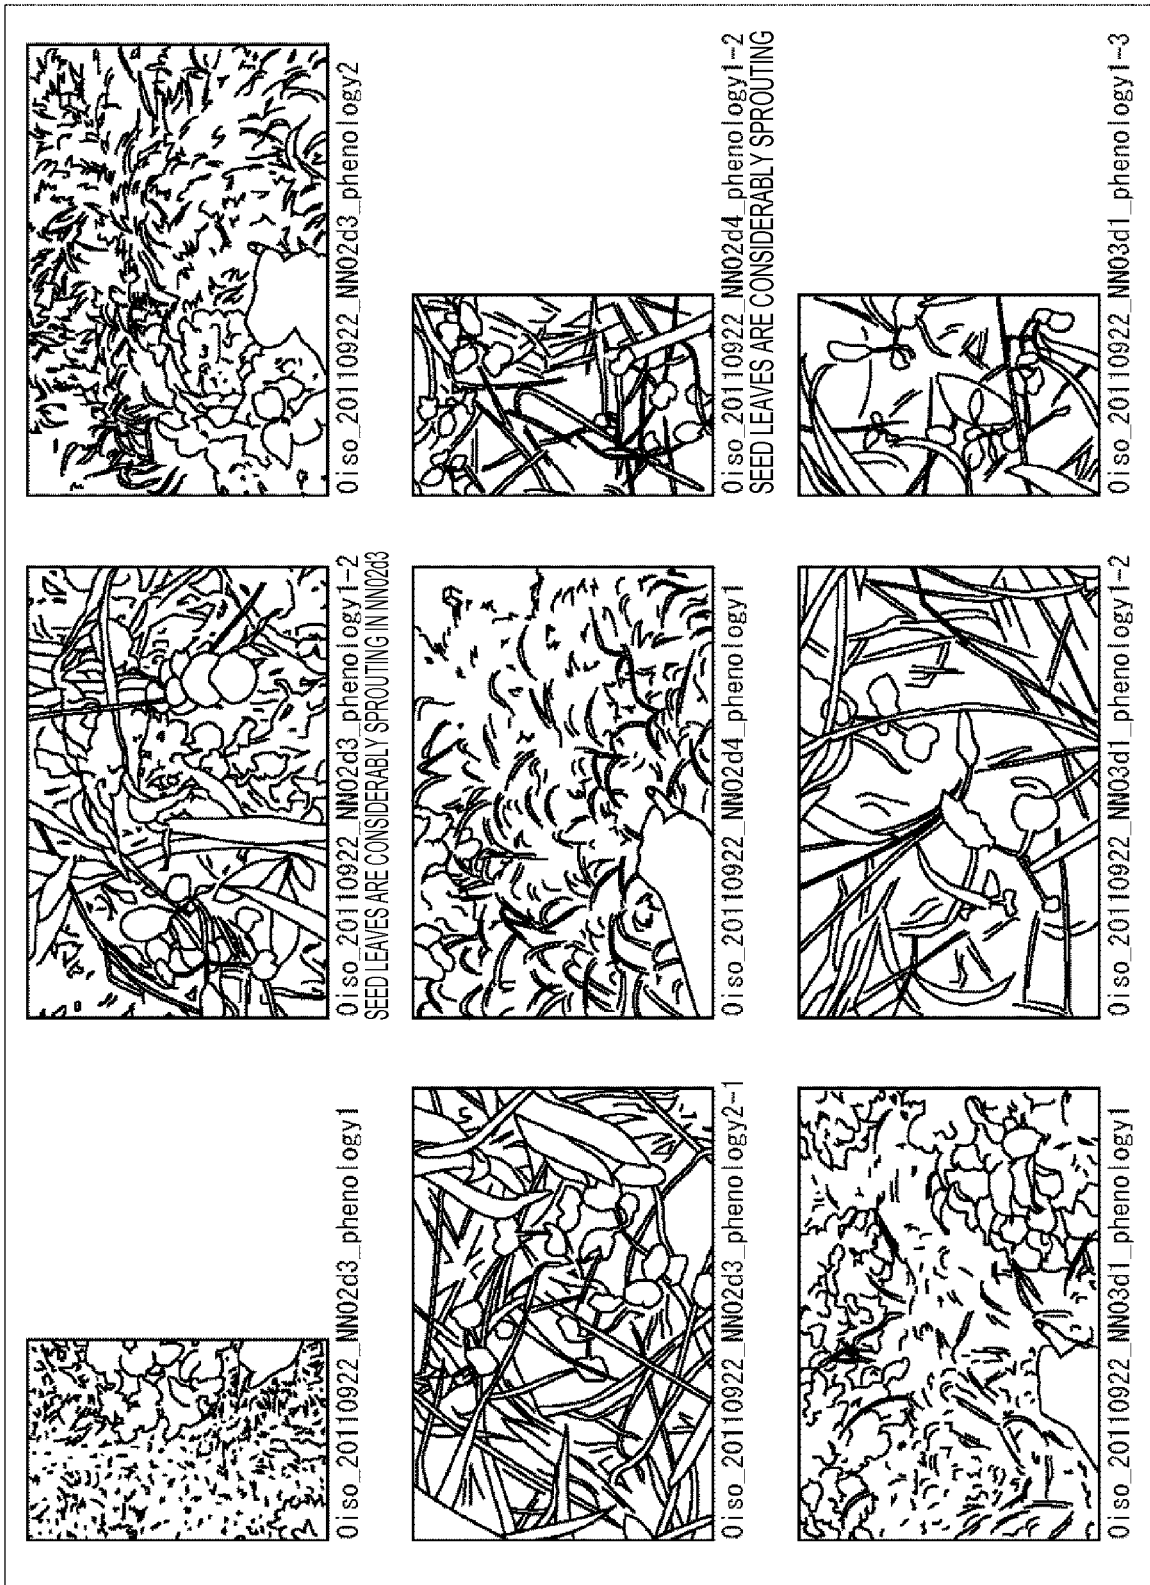 Oiso_20110922_NN02d3_phenology1
Oiso_20110922_NN02d3_phenology1-2
SEED LEAVES ARE CONSIDERABLY SPROUTING IN NN02d3
Oiso_20110922_NN02d3_phenology2
Oiso_20110922_NN02d3_phenology2-1
Oiso_20110922_NN02d4_phenology1
Oiso_20110922_NN02d4_phenology1-2
SEED LEAVES ARE CONSIDERABLY SPROUTING
Oiso_20110922_NN03d1_phenology1
Oiso_20110922_NN03d1_phenology1-2
Oiso_20110922_NN03d1_phenology1-3